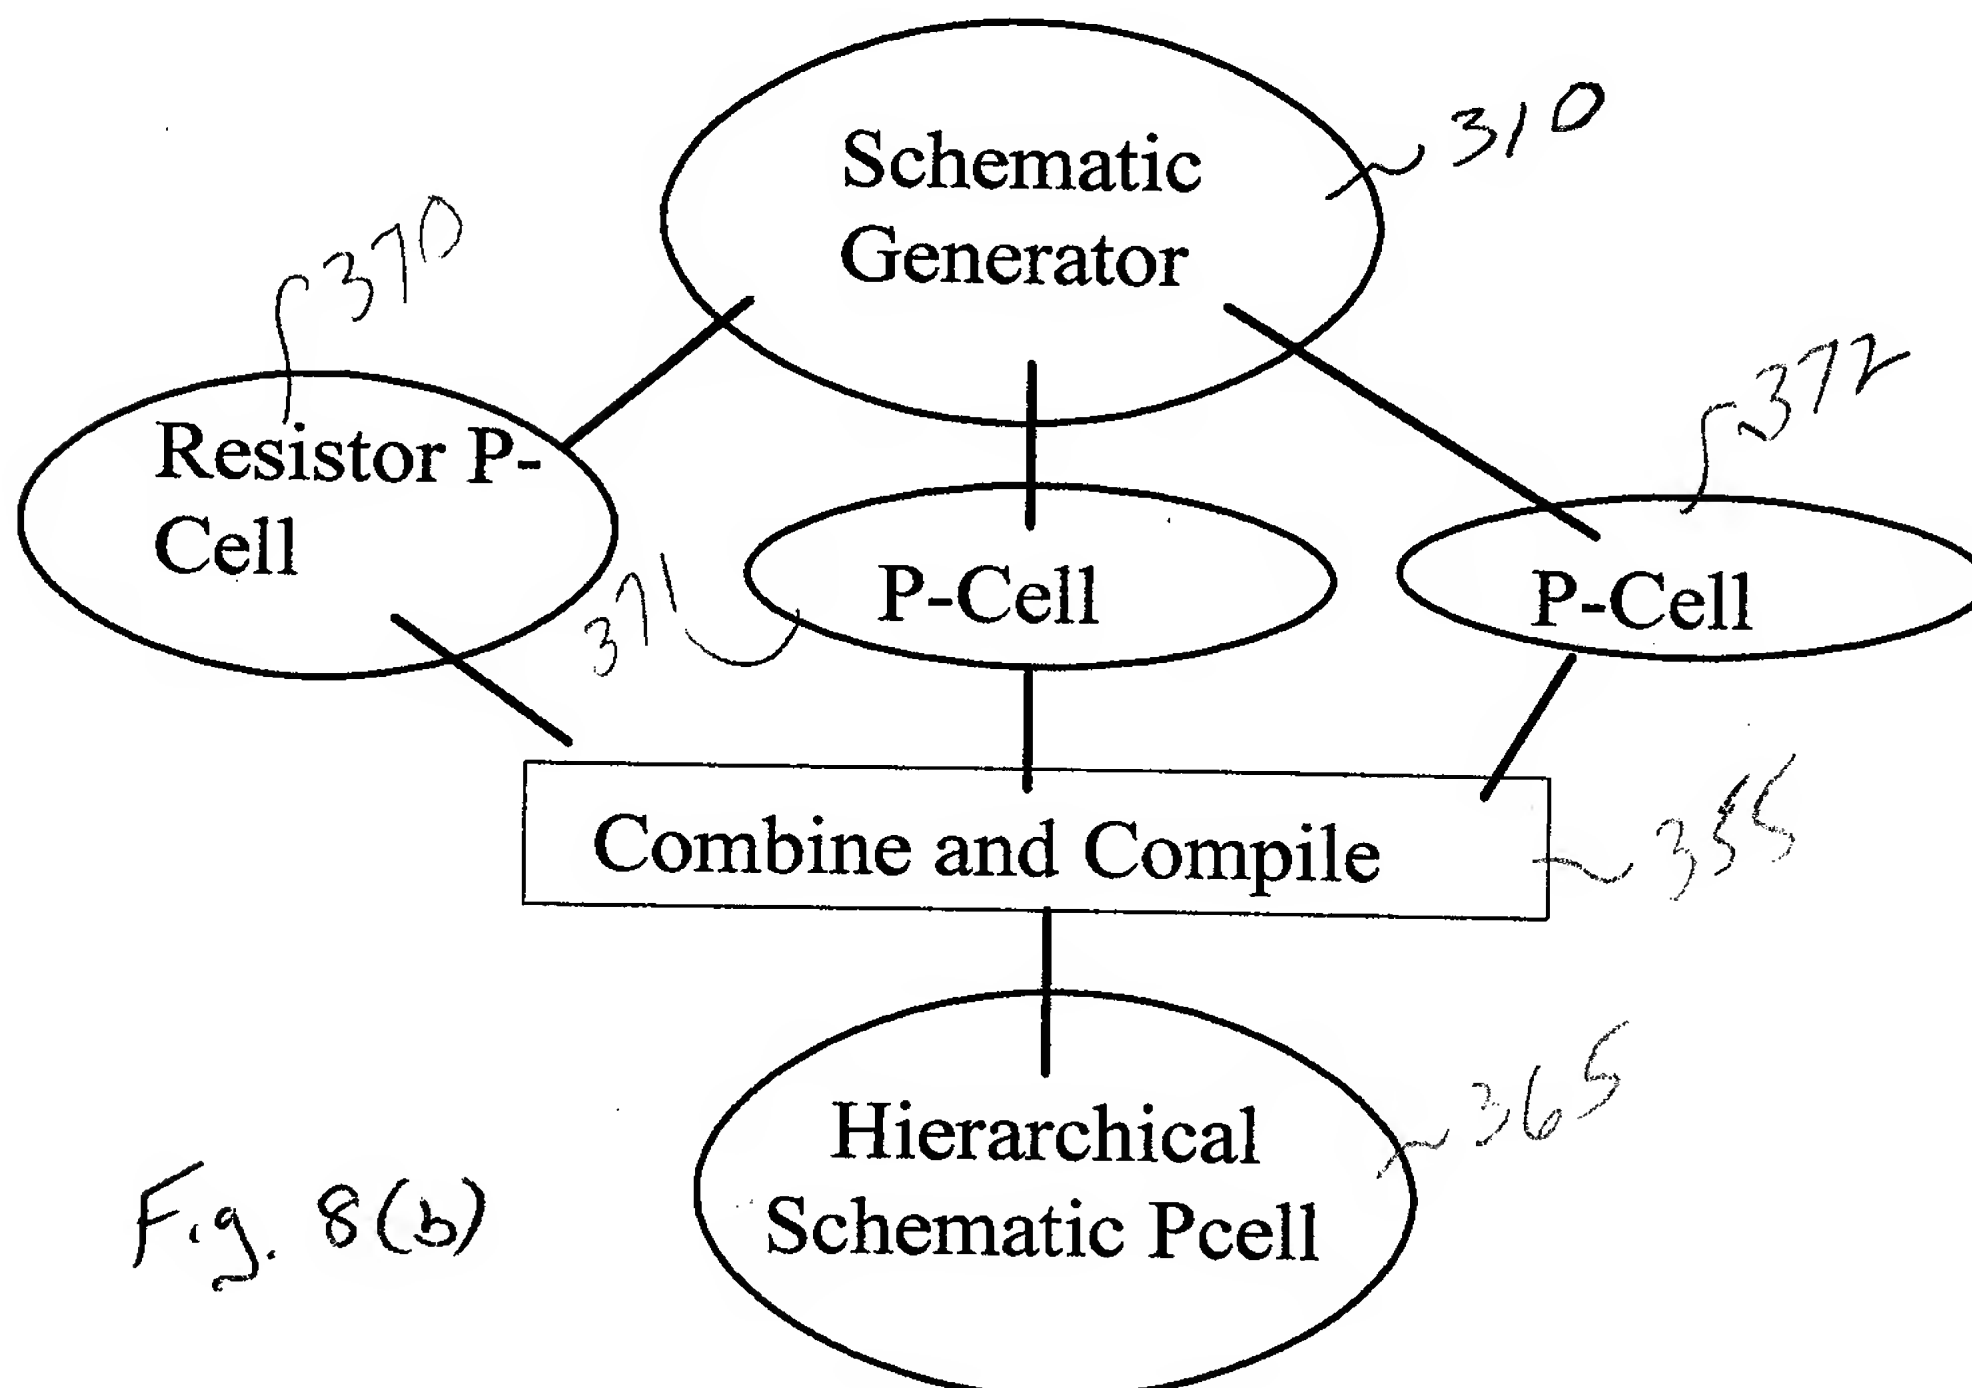 Schematic
Generator
310
370
Resistor P-
Cell
371
P-Cell
372
P-Cell
Combine and Compile
355
Hierarchical
Schematic Pcell
365
Fig. 8(b)